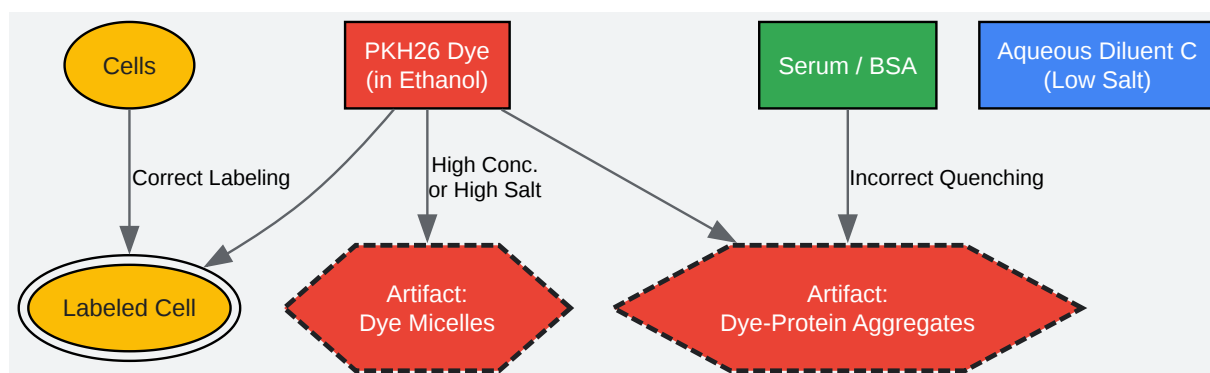 Cells
PKH26 Dye
(in Ethanol)
Serum / BSA
Aqueous Diluent C
(Low Salt)
Correct Labeling
High Conc.
or High Salt
Incorrect Quenching
Labeled Cell
Artifact:
Dye Micelles
Artifact:
Dye-Protein Aggregates